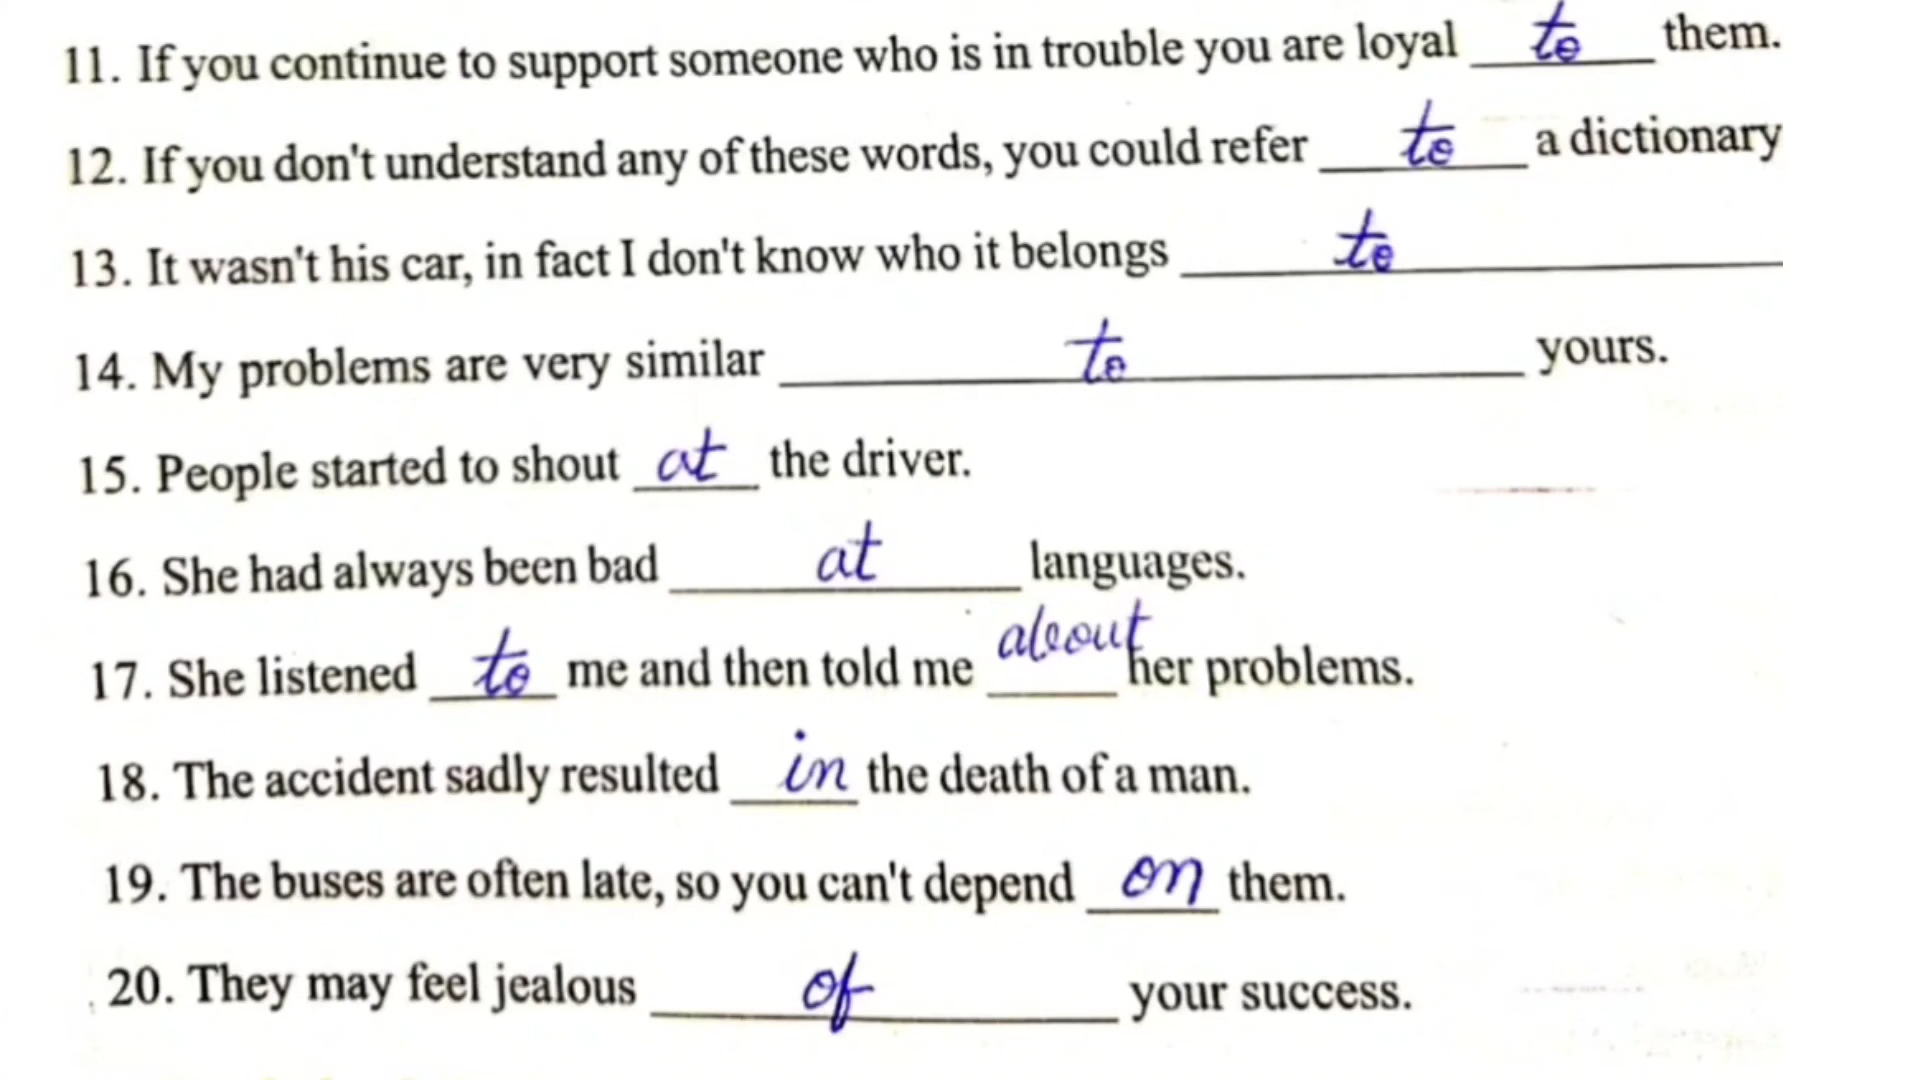 11. If you continue to support someone who is in trouble you are loyal to them.
12. If you don't understand any of these words, you could refer to a dictionary
13. It wasn't his car, in fact I don't know who it belongs to
14. My problems are very similar to yours.
15. People started to shout at the driver.
16. She had always been bad at languages.
17. She listened to me and then told me about her problems.
18. The accident sadly resulted in the death of a man.
19. The buses are often late, so you can't depend on them.
20. They may feel jealous of your success.